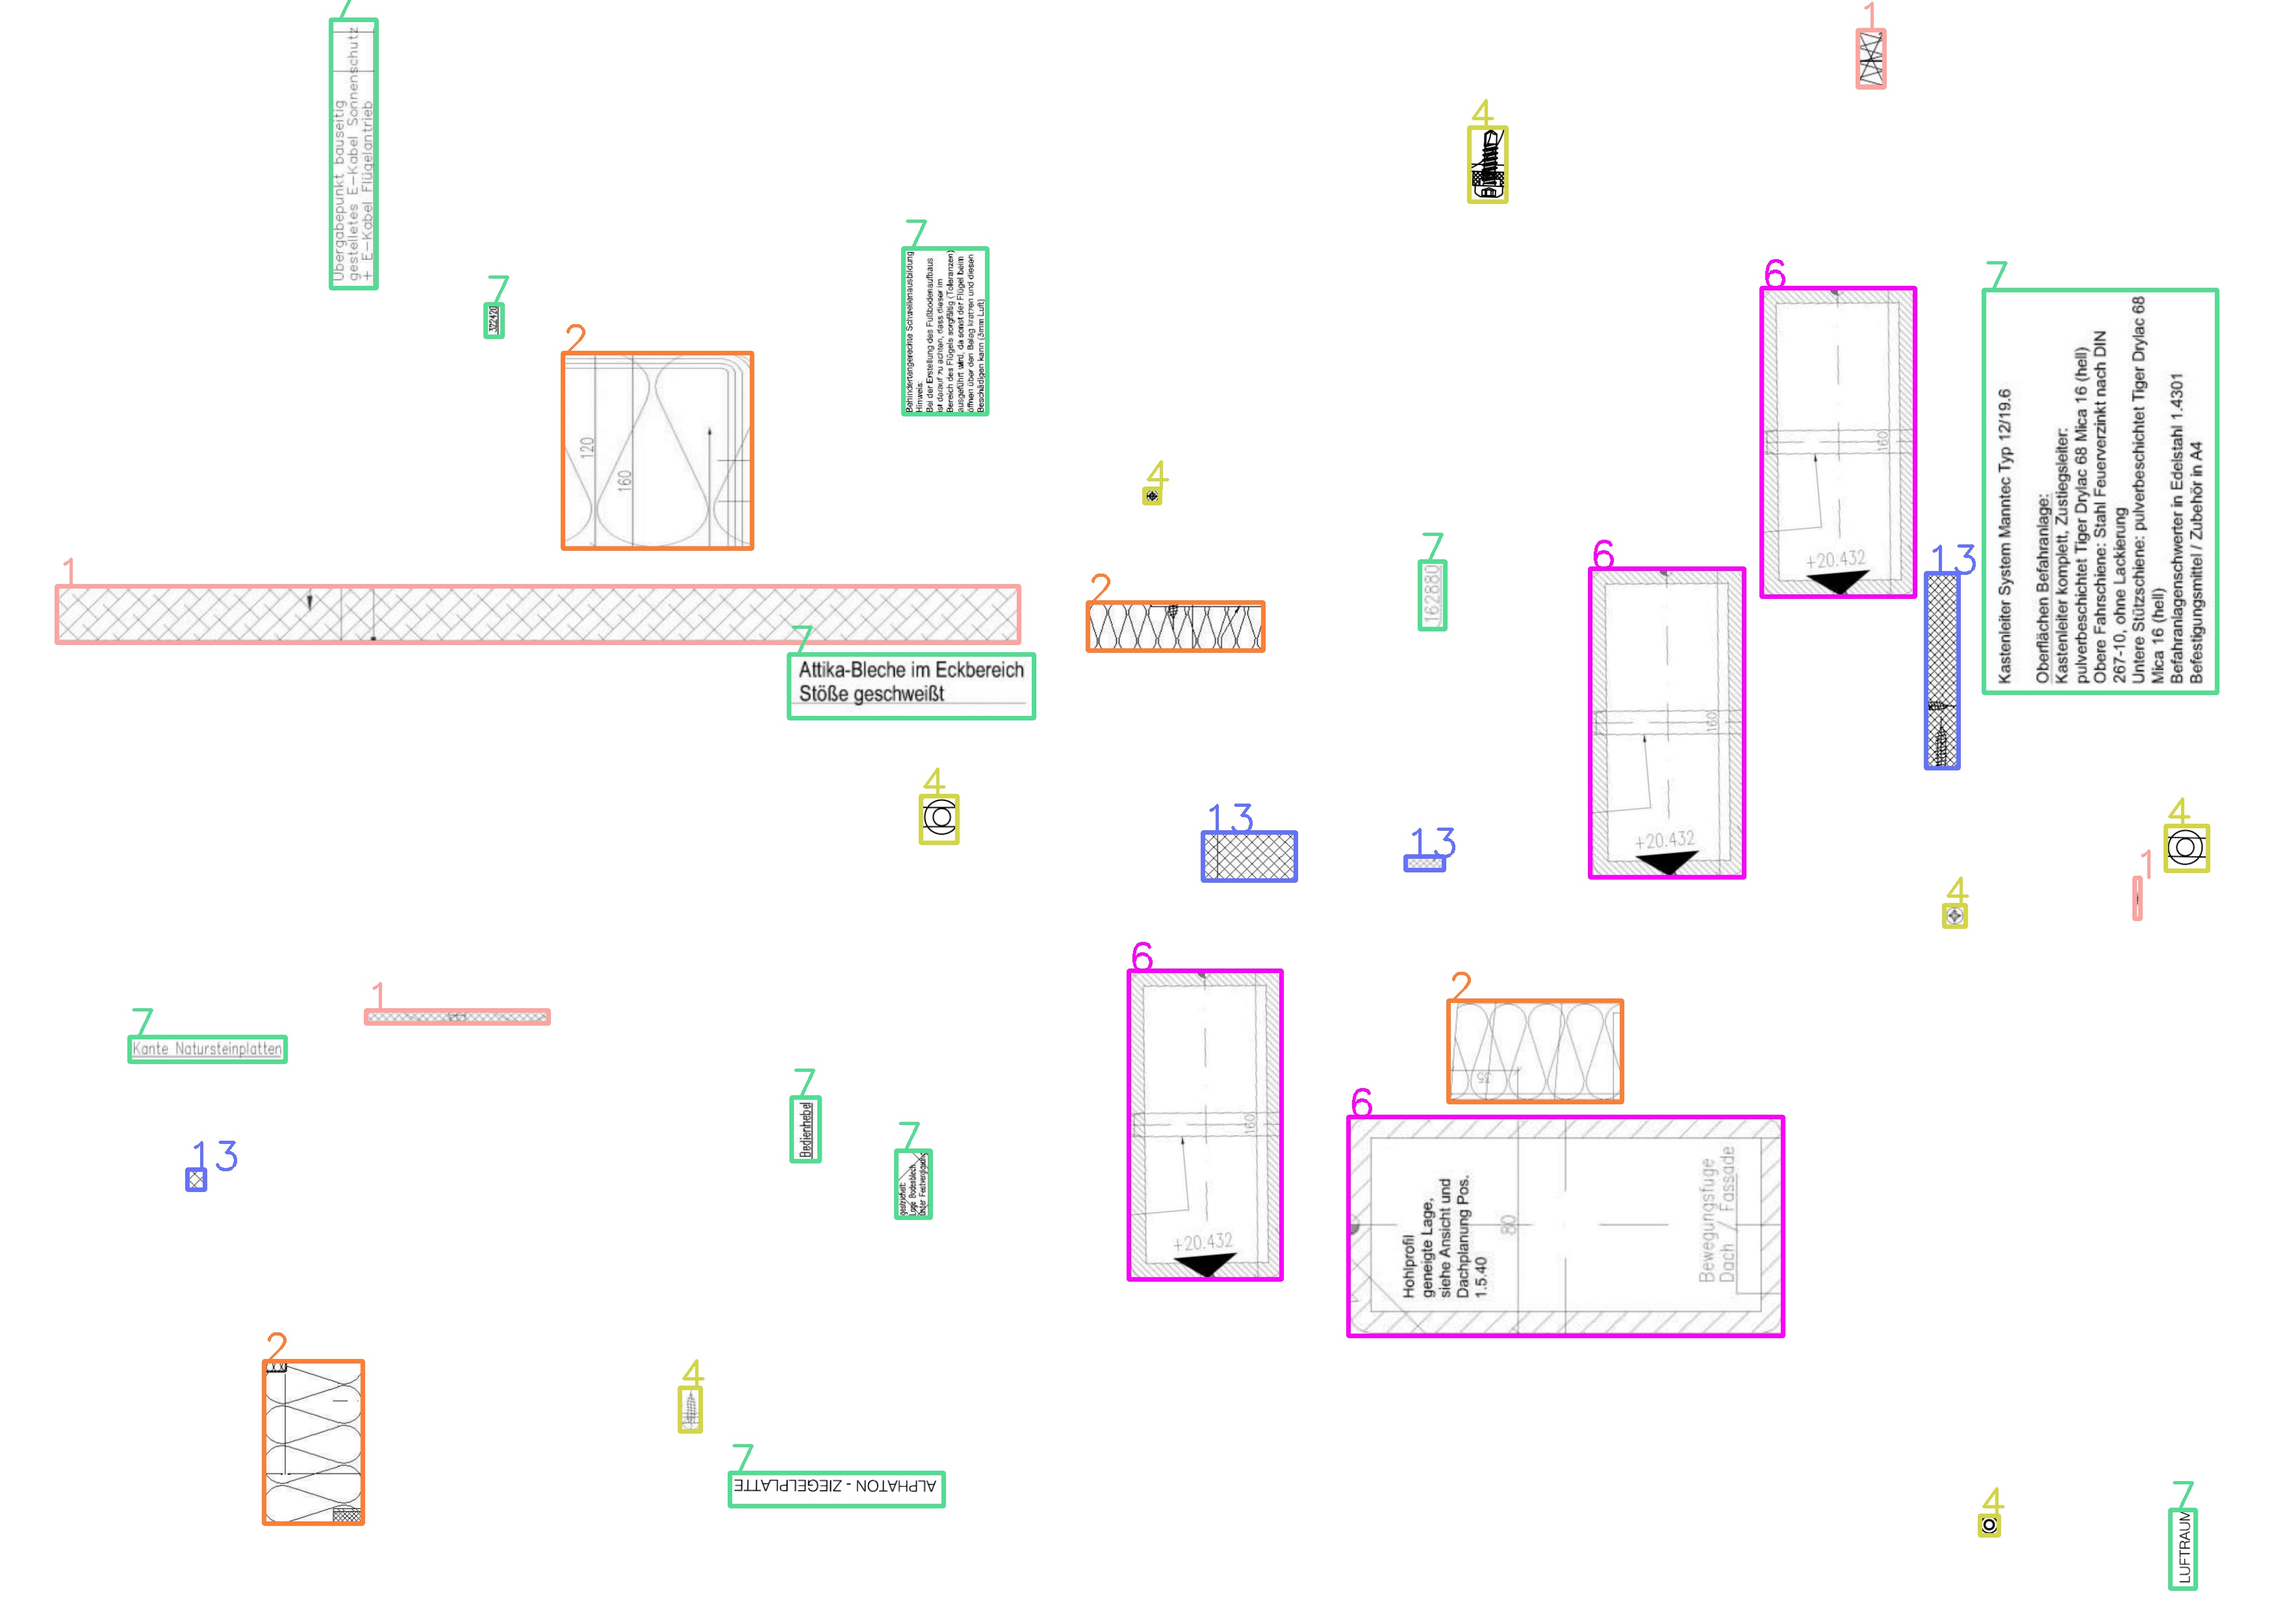 7
Übergabepunkt bauseitig
gestelletes E-Kabel Sonnenschutz
+ E-Kabel Flügelantrieb
1
4
7
322420
7
Behindertengerechte Schwellenausbildung
Hinweis:
Bei der Erstellung des Fußbodenaufbaus
ist darauf zu achten, dass dieser im
Bereich des Flügels sorgfältig (Toleranzen)
ausgeführt wird, da sonst der Flügel beim
öffnen über den Belag kratzen und diesen
Beschädigen kann (3mm Luft)
6
160
+20.432
7
Kastenleiter System Manntec Typ 12/19.6
Oberflächen Befahranlage:
Kastenleiter komplett, Zustiegsleiter:
pulverbeschichtet Tiger Drylac 68 Mica 16 (hell)
Obere Fahrschiene: Stahl Feuerverzinkt nach DIN
267-10, ohne Lackierung
Untere Stützschiene: pulverbeschichtet Tiger Drylac 68
Mica 16 (hell)
Befahranlagenschwerter in Edelstahl 1.4301
Befestigungsmittel / Zubehör in A4
2
120
160
4
1
7
Attika-Bleche im Eckbereich
Stöße geschweißt
2
7
162880
6
160
+20.432
13
4
13
13
4
4
1
7
Kante Natursteinplatten
1
13
7
Bedienhebel
7
gestrichelt:
Lage Bodenblech
6
160
+20.432
2
35
6
Hohlprofil
geneigte Lage,
siehe Ansicht und
Dachplanung Pos.
1.5.40
80
Bewegungsfuge
Dach / Fassade
2
4
7
ALPHATON - ZIEGELPLATTE
4
7
LUFTRAUM